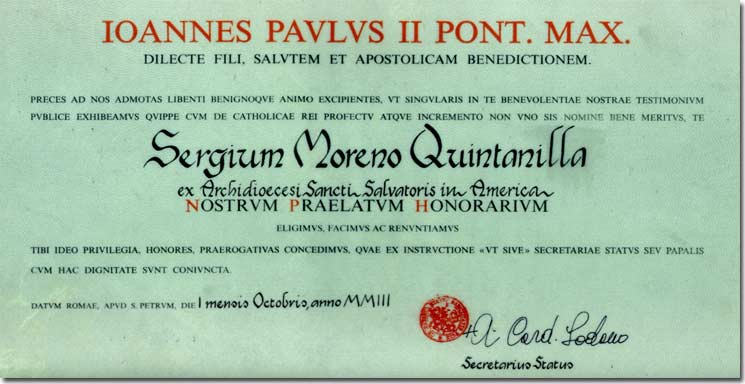 IOANNES PAVLVS II PONT. MAX.
DILECTE FILI, SALVTEM ET APOSTOLICAM BENEDICTIONEM.
PRECES AD NOS ADMOTAS LIBENTI BENIGNOQVE ANIMO EXCIPIENTES, VT SINGVLARIS IN TE BENEVOLENTIAE NOSTRAE TESTIMONIVM
PVBLICE EXHIBEAMVS QVIPPE CVM DE CATHOLICAE REI PROFECTV ATQVE INCREMENTO NON VNO SIS NOMINE BENE MERITVS, TE
Sergium Moreno Quintanilla
ex Archidioecesi Sancti Salvatoris in America
NOSTRVM PRAELATVM HONORARIVM
ELIGIMVS, FACIMVS AC RENVNTIAMVS
TIBI IDEO PRIVILEGIA, HONORES, PRAEROGATIVAS CONCEDIMVS, QVAE EX INSTRVCTIONE «VT SIVE» SECRETARIAE STATVS SEV PAPALIS
CVM HAC DIGNITATE SVNT CONIVNCTA.
DATVM ROMAE, APVD S. PETRVM, DIE I mensis Octobris, anno MMIII
A. Card. Sodano
Secretarius Status